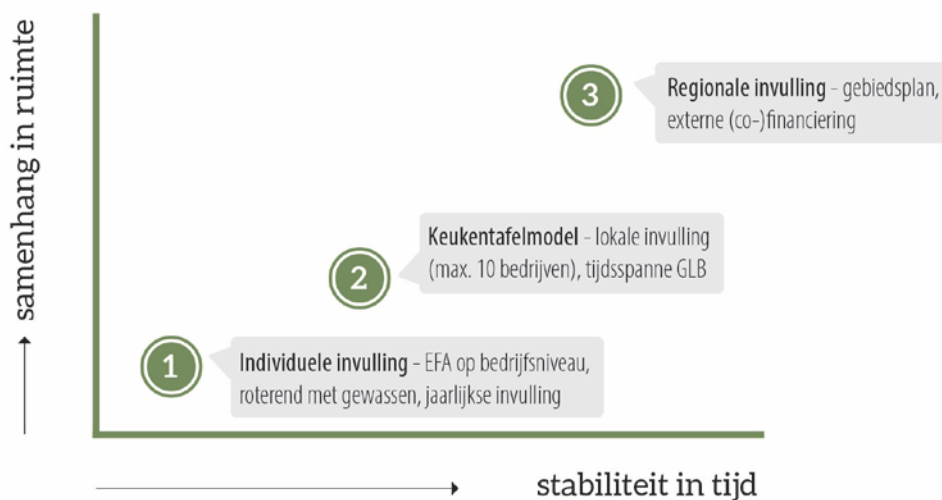 samenhang in ruimte
3
Regionale invulling - gebiedsplan,
externe (co-)financiering
2
Keukentafelmodel - lokale invulling
(max. 10 bedrijven), tijdsspanne GLB
1
Individuele invulling - EFA op bedrijfsniveau,
roterend met gewassen, jaarlijkse invulling
stabiliteit in tijd